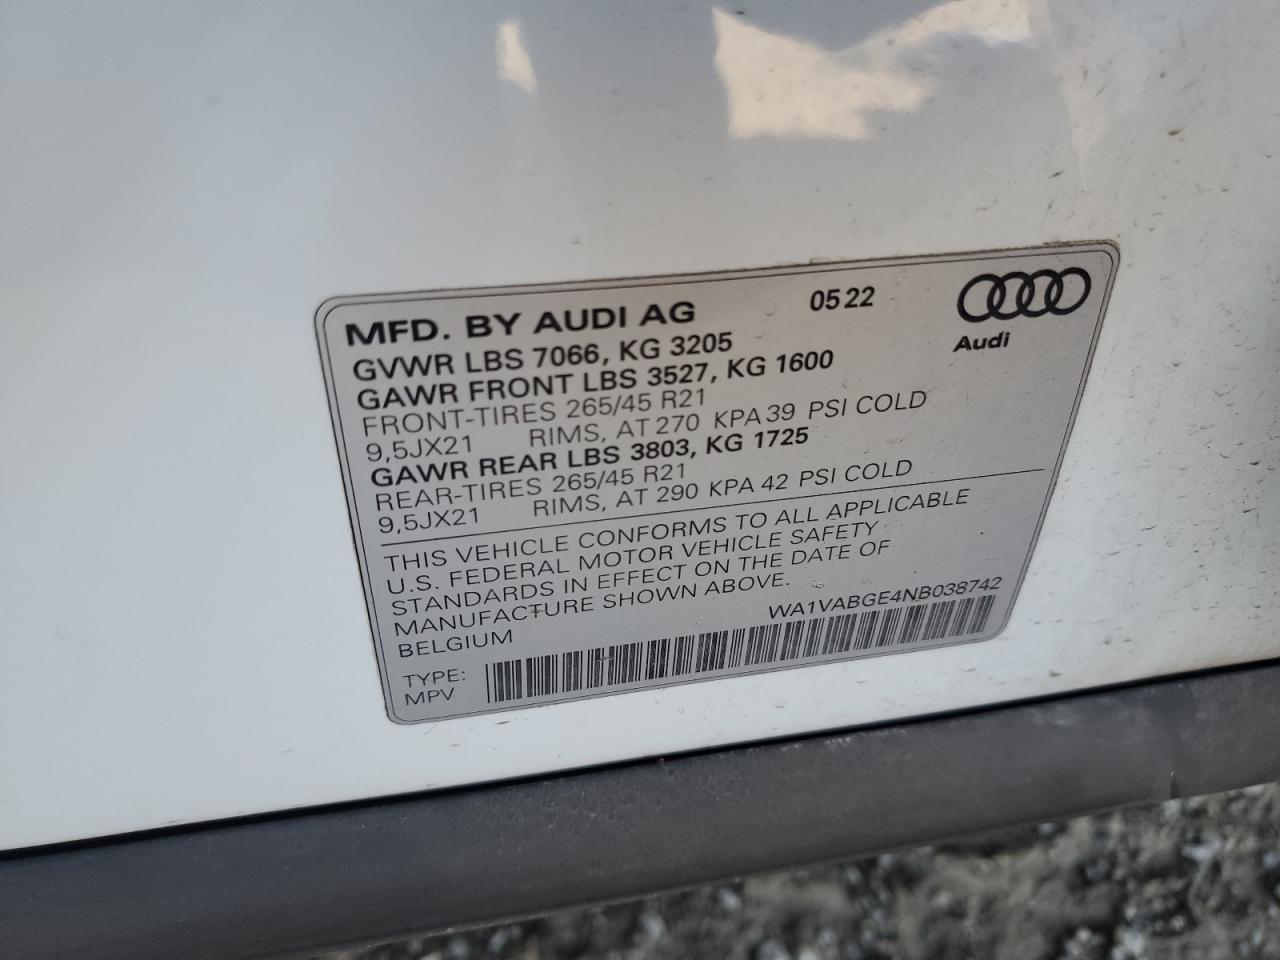 MFD. BY AUDI AG 0522
Audi
GVWR LBS 7066, KG 3205
GAWR FRONT LBS 3527, KG 1600
FRONT-TIRES 265/45 R21
9,5JX21 RIMS, AT 270 KPA 39 PSI COLD
GAWR REAR LBS 3803, KG 1725
REAR-TIRES 265/45 R21
9,5JX21 RIMS, AT 290 KPA 42 PSI COLD
THIS VEHICLE CONFORMS TO ALL APPLICABLE
U.S. FEDERAL MOTOR VEHICLE SAFETY
STANDARDS IN EFFECT ON THE DATE OF
MANUFACTURE SHOWN ABOVE.
BELGIUM WA1VABGE4NB038742
TYPE:
MPV